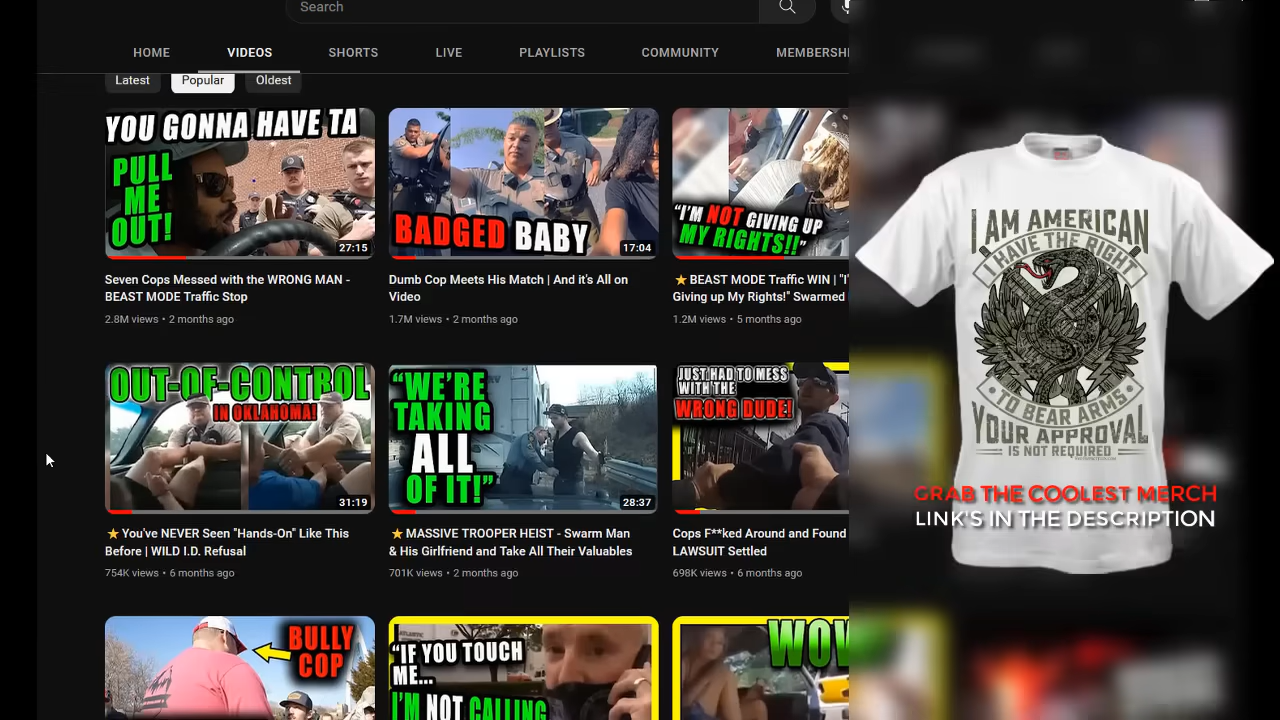 Search
HOME
VIDEOS
SHORTS
LIVE
PLAYLISTS
COMMUNITY
MEMBERSHI
Latest
Popular
Oldest
YOU GONNA HAVE TA
PULL
ME
OUT!
27:15
Seven Cops Messed with the WRONG MAN -
BEAST MODE Traffic Stop
2.8M views • 2 months ago
BADGED BABY
17:04
Dumb Cop Meets His Match | And it's All on
Video
1.7M views • 2 months ago
"I'M NOT GIVING UP
MY RIGHTS!!"
⭐ BEAST MODE Traffic WIN | "I'
Giving up My Rights!" Swarmed
1.2M views • 5 months ago
OUT-OF-CONTROL
IN OKLAHOMA!
31:19
⭐ You've NEVER Seen "Hands-On" Like This
Before | WILD I.D. Refusal
754K views • 6 months ago
"WE'RE
TAKING
ALL
OF IT!"
28:37
⭐ MASSIVE TROOPER HEIST - Swarm Man
& His Girlfriend and Take All Their Valuables
701K views • 2 months ago
JUST HAD TO MESS
WITH THE
WRONG DUDE!
Cops F**ked Around and Found
LAWSUIT Settled
698K views • 6 months ago
BULLY
COP
"IF YOU TOUCH
ME...
I'M NOT CALLING
WOW
I AM AMERICAN
I HAVE THE RIGHT
• TO BEAR ARMS •
YOUR APPROVAL
IS NOT REQUIRED
GRAB THE COOLEST MERCH
LINK'S IN THE DESCRIPTION